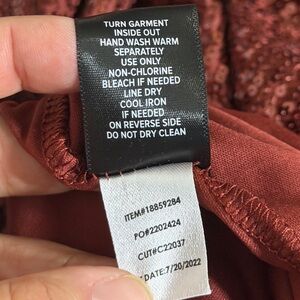 TURN GARMENT
INSIDE OUT
HAND WASH WARM
SEPARATELY
USE ONLY
NON-CHLORINE
BLEACH IF NEEDED
LINE DRY
COOL IRON
IF NEEDED
ON REVERSE SIDE
DO NOT DRY CLEAN
ITEM#18859284
PO#2202424
CUT#C22037
DATE:7/20/2022